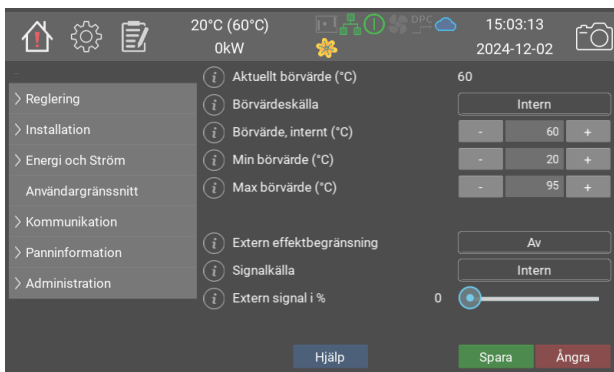 20°C (60°C)
0kW
DPC
15:03:13
2024-12-02
Reglering
Installation
Energi och Ström
Användargränssnitt
Kommunikation
Panninformation
Administration
Aktuellt börvärde (°C) 60
Börvärdeskälla Intern
Börvärde, internt (°C) - 60 +
Min börvärde (°C) - 20 +
Max börvärde (°C) - 95 +
Extern effektbegränsning Av
Signalkälla Intern
Extern signal i % 0
Hjälp Spara Ångra